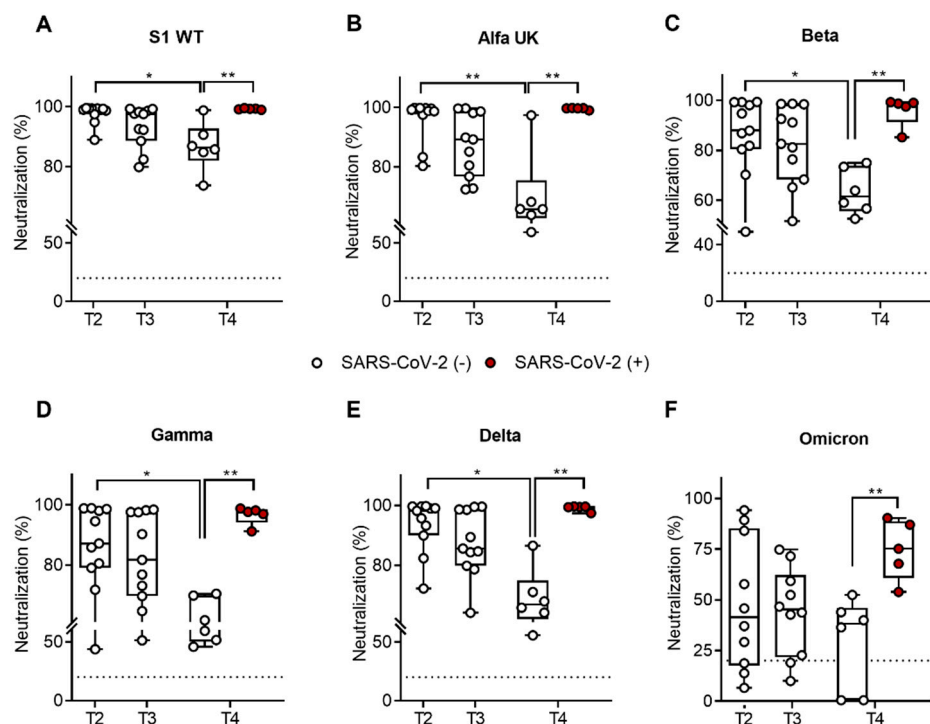 A
S1 WT
* **
Neutralization (%)
100
80
50
0
T2 T3 T4
B
Alfa UK
** **
Neutralization (%)
100
80
50
0
T2 T3 T4
C
Beta
* **
Neutralization (%)
100
80
60
40
0
T2 T3 T4
SARS-CoV-2 (-) SARS-CoV-2 (+)
D
Gamma
* **
Neutralization (%)
100
80
50
0
T2 T3 T4
E
Delta
* **
Neutralization (%)
100
80
50
0
T2 T3 T4
F
Omicron
**
Neutralization (%)
100
75
50
25
0
T2 T3 T4